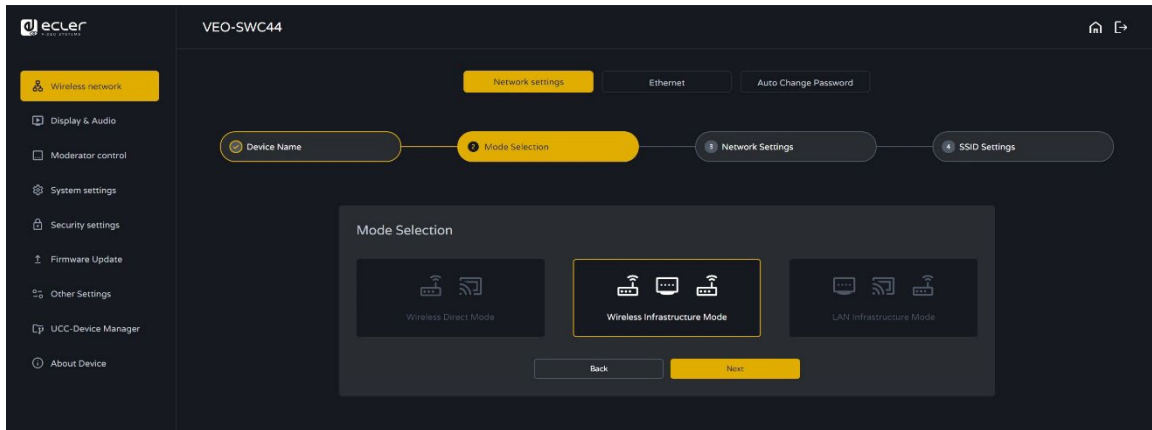 ecler
VEO-SWC44
Wireless network
Display & Audio
Moderator control
System settings
Security settings
Firmware Update
Other Settings
UCC-Device Manager
About Device
Network settings
Ethernet
Auto Change Password
Device Name
2 Mode Selection
3 Network Settings
4 SSID Settings
Mode Selection
Wireless Direct Mode
Wireless Infrastructure Mode
LAN Infrastructure Mode
Back
Next